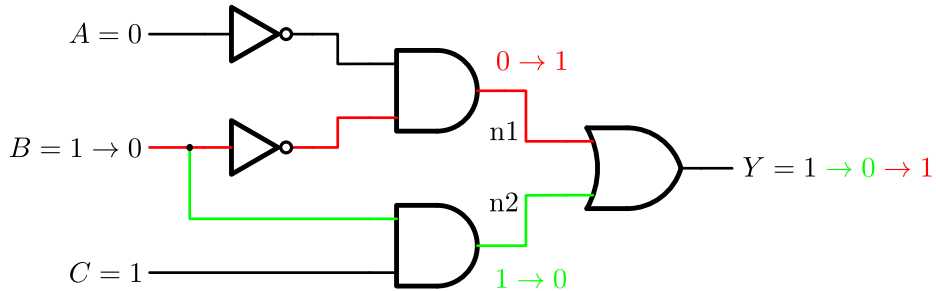 A = 0
0 → 1
n1
B = 1 → 0
Y = 1 → 0 → 1
n2
C = 1
1 → 0